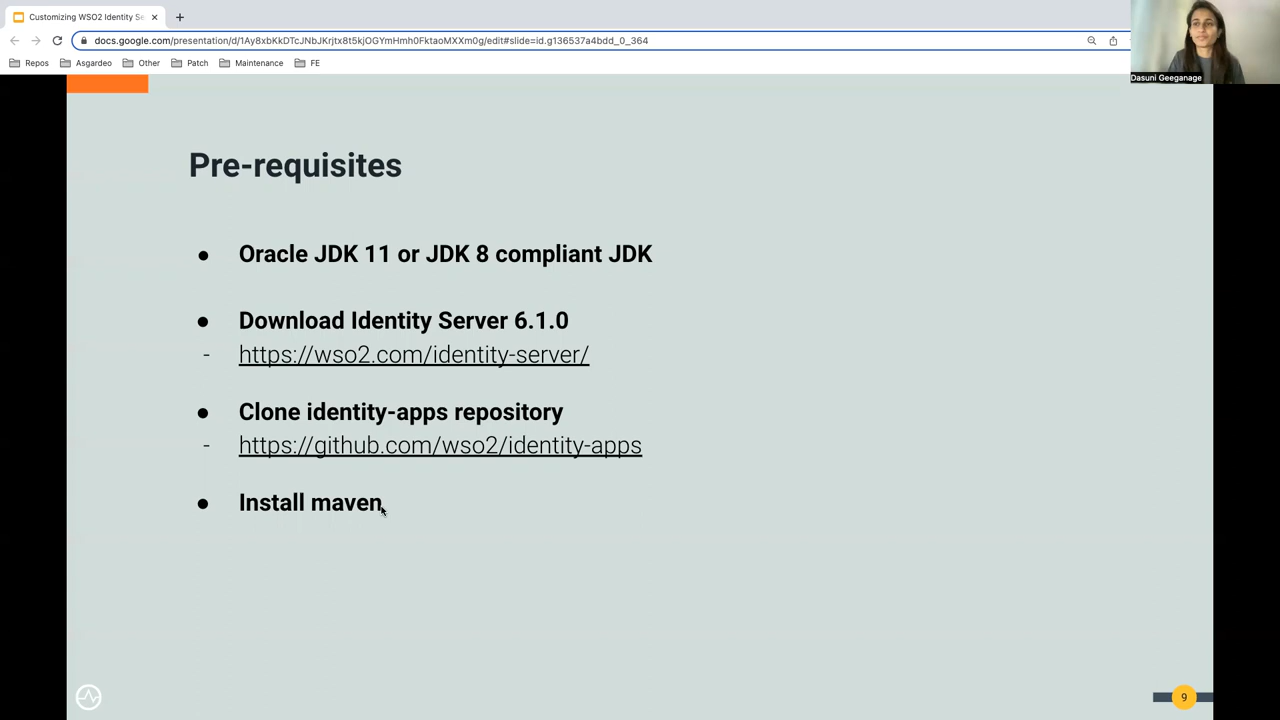 Customizing WSO2 Identity Se
docs.google.com/presentation/d/1Ay8xbKkDTcJNbJKrjtx8t5kjOGYmHmh0FktaoMXXm0g/edit#slide=id.g136537a4bdd_0_364
Repos Asgardeo Other Patch Maintenance FE
Dasuni Geeganage
Pre-requisites
● Oracle JDK 11 or JDK 8 compliant JDK
● Download Identity Server 6.1.0
- https://wso2.com/identity-server/
● Clone identity-apps repository
- https://github.com/wso2/identity-apps
● Install maven
9